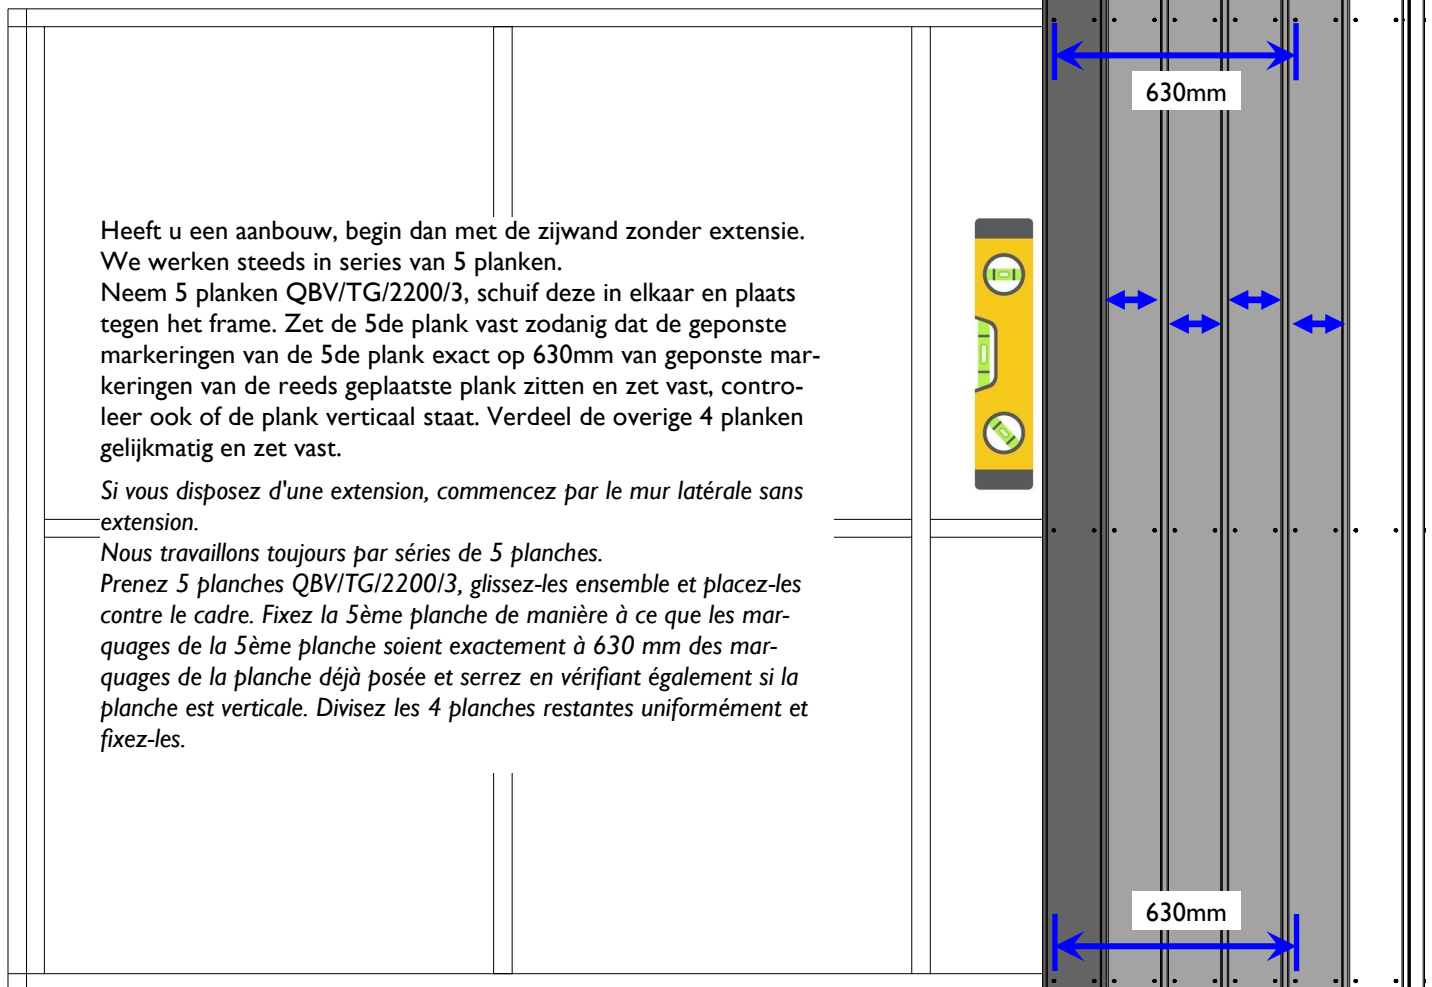 630mm
Heeft u een aanbouw, begin dan met de zijwand zonder extensie.
We werken steeds in series van 5 planken.
Neem 5 planken QBV/TG/2200/3, schuif deze in elkaar en plaats
tegen het frame. Zet de 5de plank vast zodanig dat de geponste
markeringen van de 5de plank exact op 630mm van geponste mar-
keringen van de reeds geplaatste plank zitten en zet vast, contro-
leer ook of de plank verticaal staat. Verdeel de overige 4 planken
gelijkmatig en zet vast.
Si vous disposez d'une extension, commencez par le mur latérale sans
extension.
Nous travaillons toujours par séries de 5 planches.
Prenez 5 planches QBV/TG/2200/3, glissez-les ensemble et placez-les
contre le cadre. Fixez la 5ème planche de manière à ce que les mar-
quages de la 5ème planche soient exactement à 630 mm des mar-
quages de la planche déjà posée et serrez en vérifiant également si la
planche est verticale. Divisez les 4 planches restantes uniformément et
fixez-les.
630mm